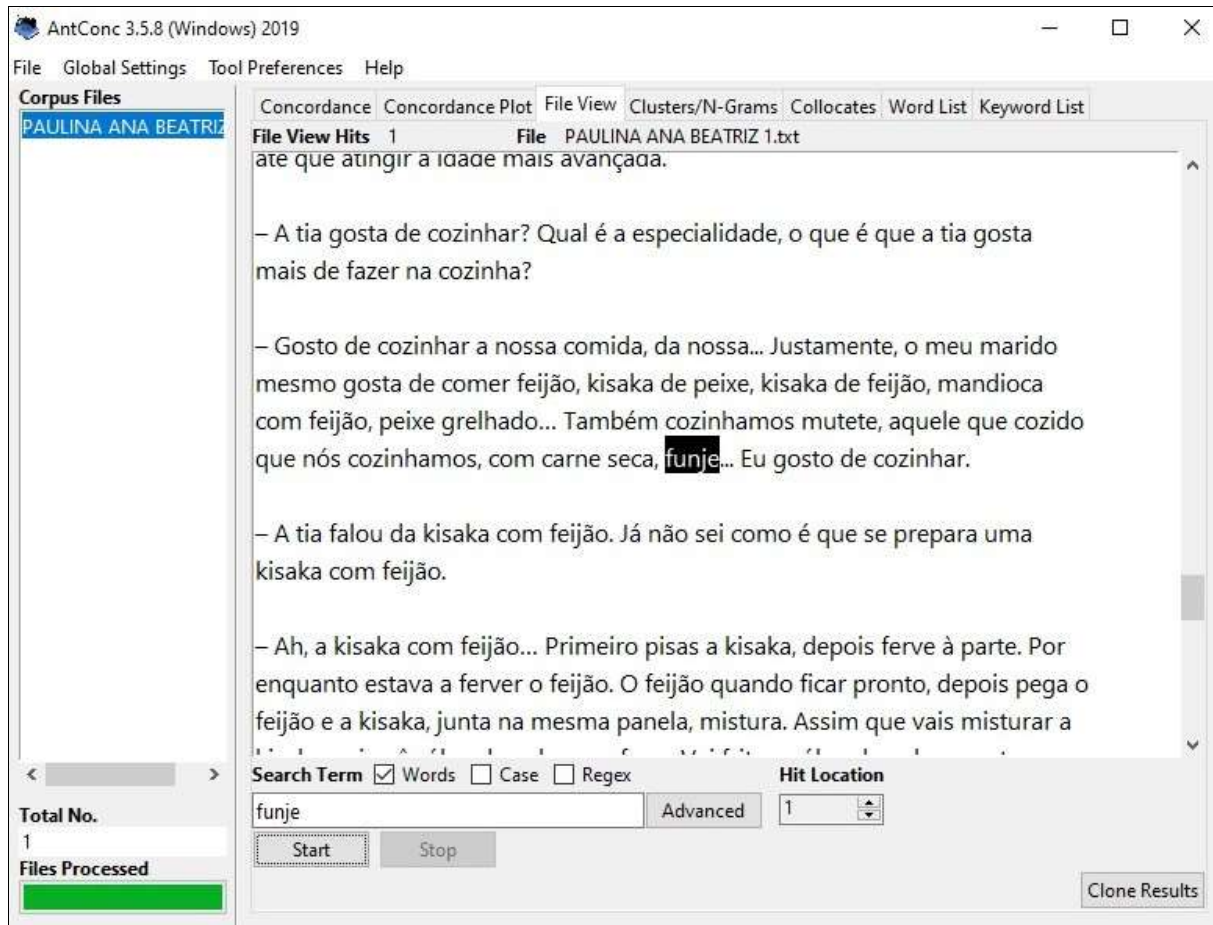 AntConc 3.5.8 (Windows) 2019
File Global Settings Tool Preferences Help
Corpus Files
PAULINA ANA BEATRIZ
Concordance Concordance Plot File View Clusters/N-Grams Collocates Word List Keyword List
File View Hits 1 File PAULINA ANA BEATRIZ 1.txt
até que atingir a idade mais avançada.
– A tia gosta de cozinhar? Qual é a especialidade, o que é que a tia gosta
mais de fazer na cozinha?
– Gosto de cozinhar a nossa comida, da nossa... Justamente, o meu marido
mesmo gosta de comer feijão, kisaka de peixe, kisaka de feijão, mandioca
com feijão, peixe grelhado... Também cozinhamos mutete, aquele que cozido
que nós cozinhamos, com carne seca, funje... Eu gosto de cozinhar.
– A tia falou da kisaka com feijão. Já não sei como é que se prepara uma
kisaka com feijão.
– Ah, a kisaka com feijão... Primeiro pisas a kisaka, depois ferve à parte. Por
enquanto estava a ferver o feijão. O feijão quando ficar pronto, depois pega o
feijão e a kisaka, junta na mesma panela, mistura. Assim que vais misturar a
Search Term Words Case Regex Hit Location
funje Advanced 1
Start Stop
Total No.
1
Files Processed
Clone Results